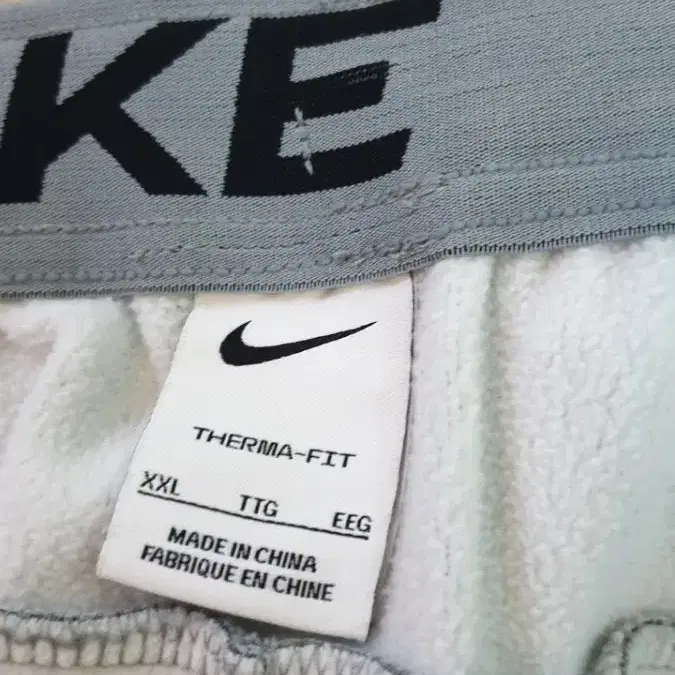 KE
THERMA-FIT
XXL TTG EEG
MADE IN CHINA
FABRIQUE EN CHINE